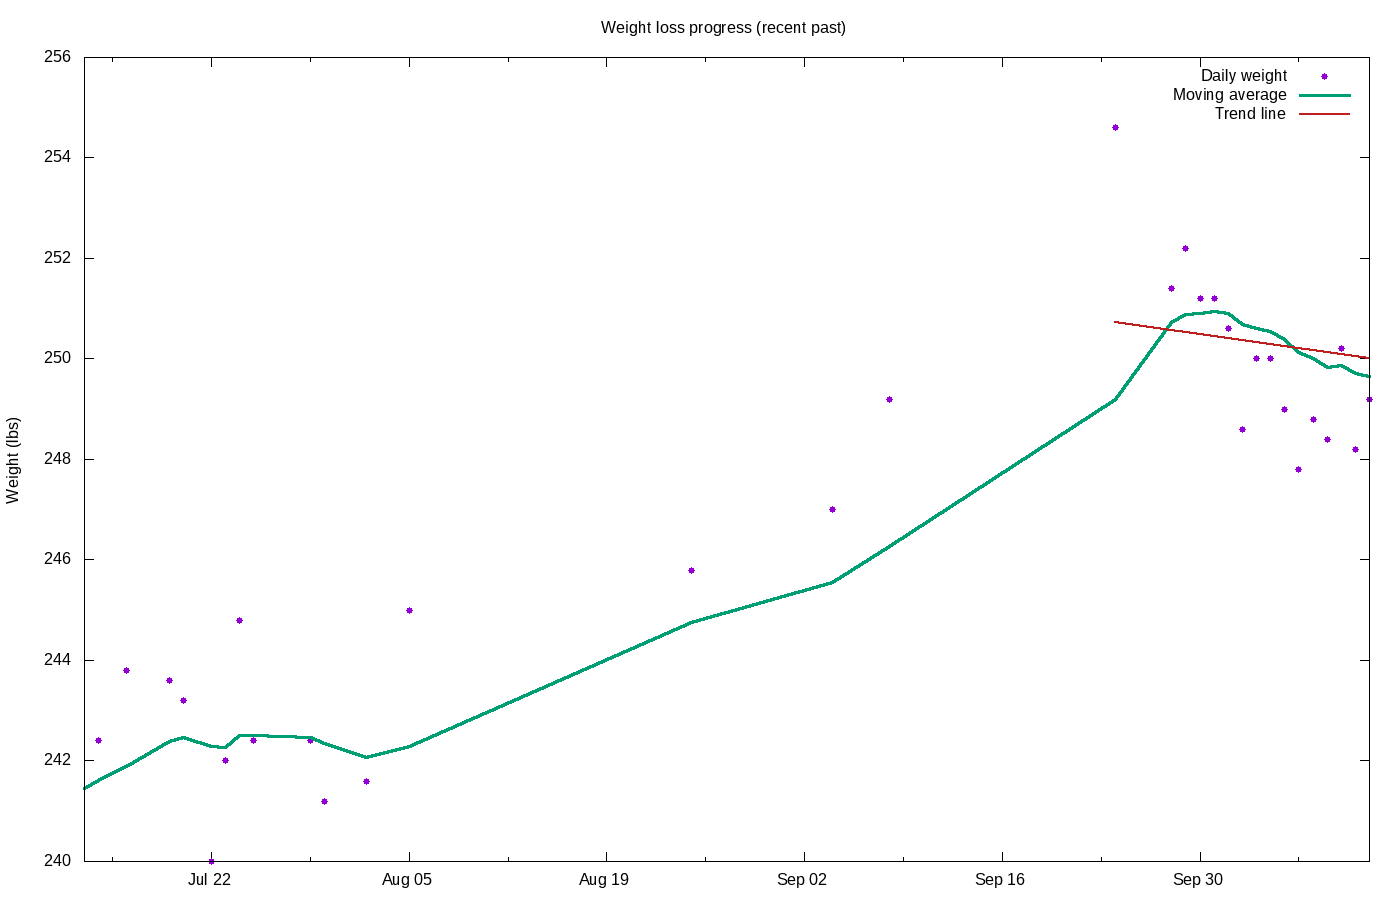 Weight loss progress (recent past)
256
254
252
250
248
246
244
242
240
Weight (lbs)
Daily weight
Moving average
Trend line
Jul 22
Aug 05
Aug 19
Sep 02
Sep 16
Sep 30